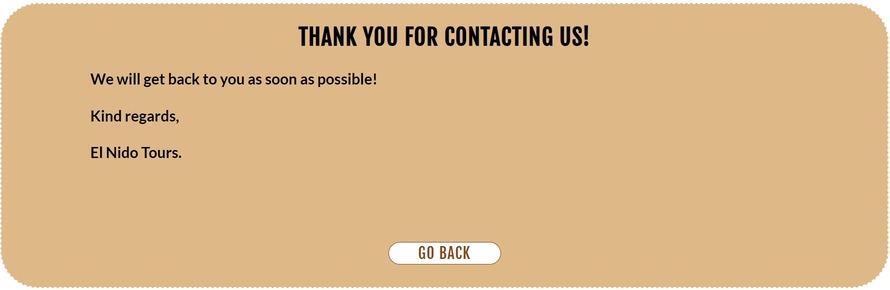 THANK YOU FOR CONTACTING US!
We will get back to you as soon as possible!
Kind regards,
El Nido Tours.
GO BACK